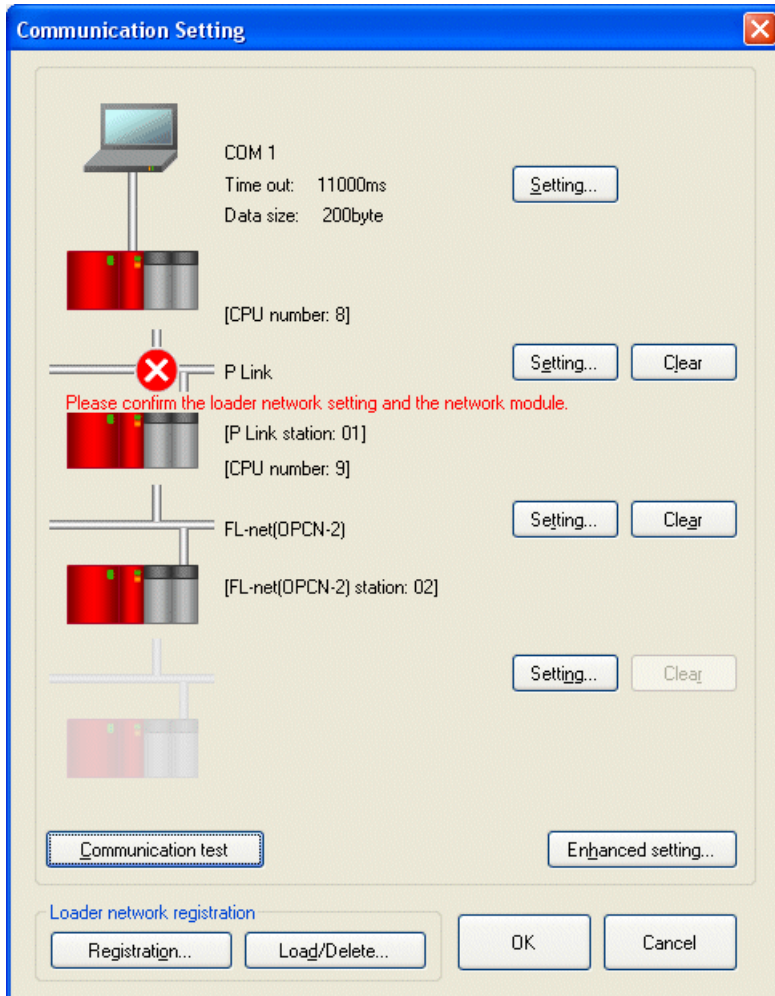 Communication Setting
COM 1
Time out: 11000ms
Setting...
Data size: 200byte
[CPU number: 8]
P Link
Setting...
Clear
Please confirm the loader network setting and the network module.
[P Link station: 01]
[CPU number: 9]
FL-net(OPCN-2)
Setting...
Clear
[FL-net(OPCN-2) station: 02]
Setting...
Clear
Communication test
Enhanced setting...
Loader network registration
Registration...
Load/Delete...
OK
Cancel